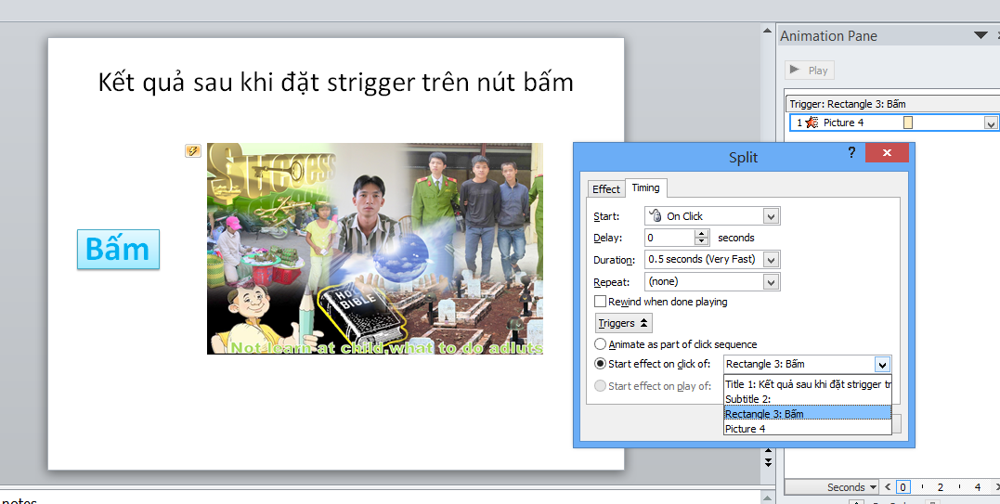 Animation Pane
Play
Trigger: Rectangle 3: Bấm
1 Picture 4
Kết quả sau khi đặt strigger trên nút bấm
Bấm
Success
HOLY
BIBLE
Not learn at child,what to do adluts
Split
?
Effect
Timing
Start:
On Click
Delay:
0
seconds
Duration:
0.5 seconds (Very Fast)
Repeat:
(none)
Rewind when done playing
Triggers
Animate as part of click sequence
Start effect on click of:
Rectangle 3: Bấm
Start effect on play of:
Title 1: Kết quả sau khi đặt strigger tr
Subtitle 2:
Rectangle 3: Bấm
Picture 4
Seconds
0
2
4
notes